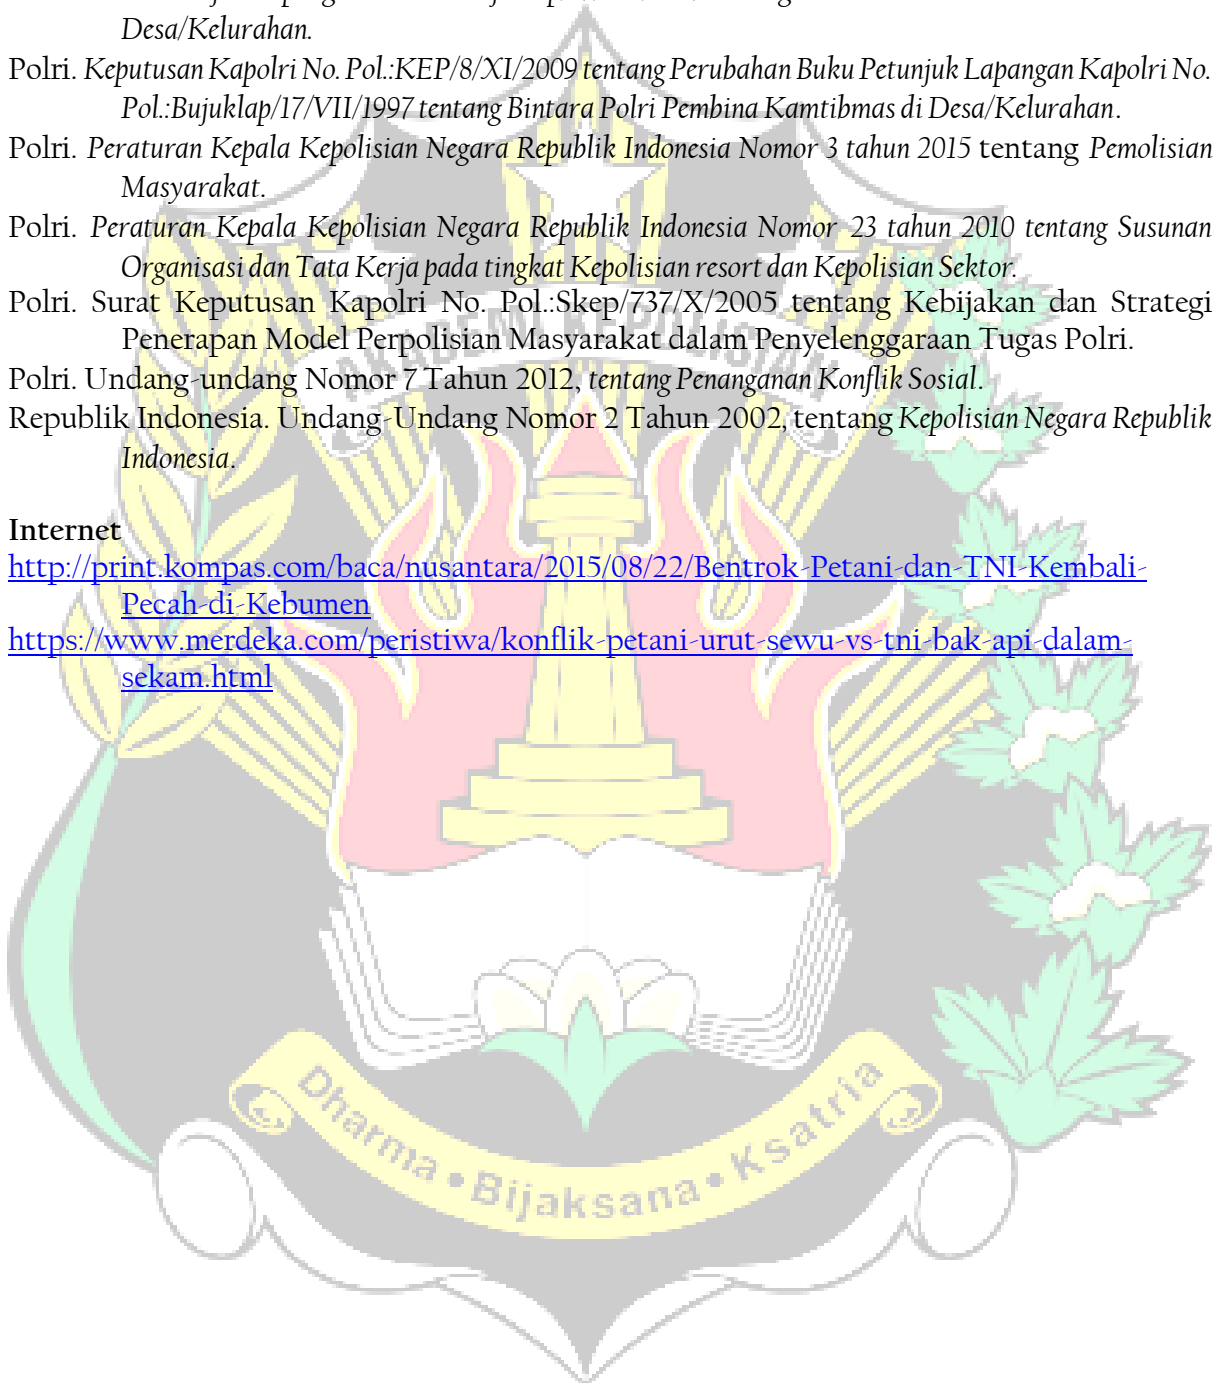 Desa/Kelurahan.
Polri. Keputusan Kapolri No. Pol.:KEP/8/XI/2009 tentang Perubahan Buku Petunjuk Lapangan Kapolri No.
Pol.:Bujuklap/17/VII/1997 tentang Bintara Polri Pembina Kamtibmas di Desa/Kelurahan.
Polri. Peraturan Kepala Kepolisian Negara Republik Indonesia Nomor 3 tahun 2015 tentang Pemolisian
Masyarakat.
Polri. Peraturan Kepala Kepolisian Negara Republik Indonesia Nomor 23 tahun 2010 tentang Susunan
Organisasi dan Tata Kerja pada tingkat Kepolisian resort dan Kepolisian Sektor.
Polri. Surat Keputusan Kapolri No. Pol.:Skep/737/X/2005 tentang Kebijakan dan Strategi
Penerapan Model Perpolisian Masyarakat dalam Penyelenggaraan Tugas Polri.
AKADEMI KEPOLISIAN
Polri. Undang-undang Nomor 7 Tahun 2012, tentang Penanganan Konflik Sosial.
Republik Indonesia. Undang-Undang Nomor 2 Tahun 2002, tentang Kepolisian Negara Republik
Indonesia.
Internet
http://print.kompas.com/baca/nusantara/2015/08/22/Bentrok-Petani-dan-TNI-Kembali-
Pecah-di-Kebumen
https://www.merdeka.com/peristiwa/konflik-petani-urut-sewu-vs-tni-bak-api-dalam-
sekam.html
Dharma • Bijaksana • Ksatria